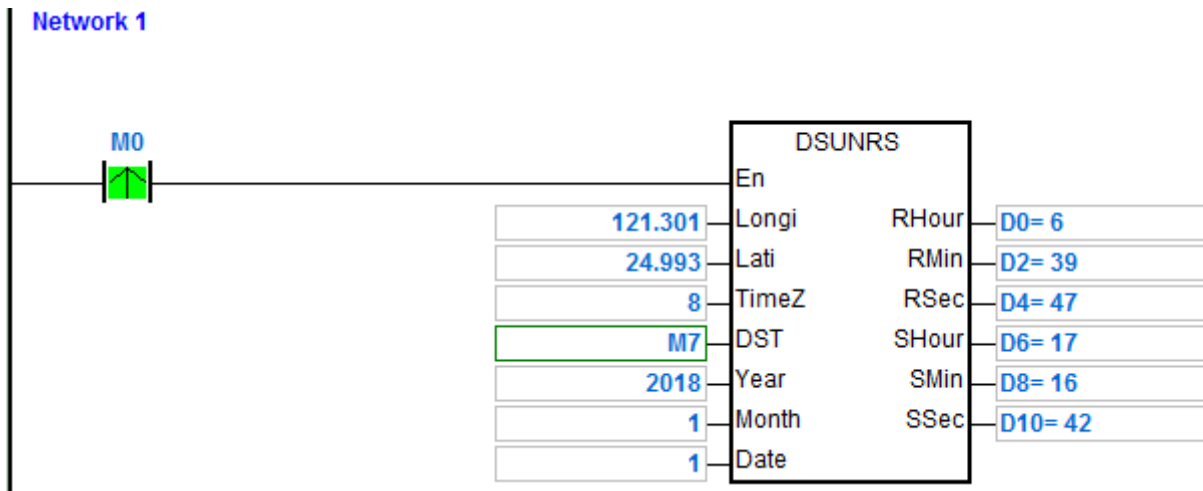 Network 1
M0
DSUNRS
En
121.301 Longi RHour D0= 6
24.993 Lati RMin D2= 39
8 TimeZ RSec D4= 47
M7 DST SHour D6= 17
2018 Year SMin D8= 16
1 Month SSec D10= 42
1 Date